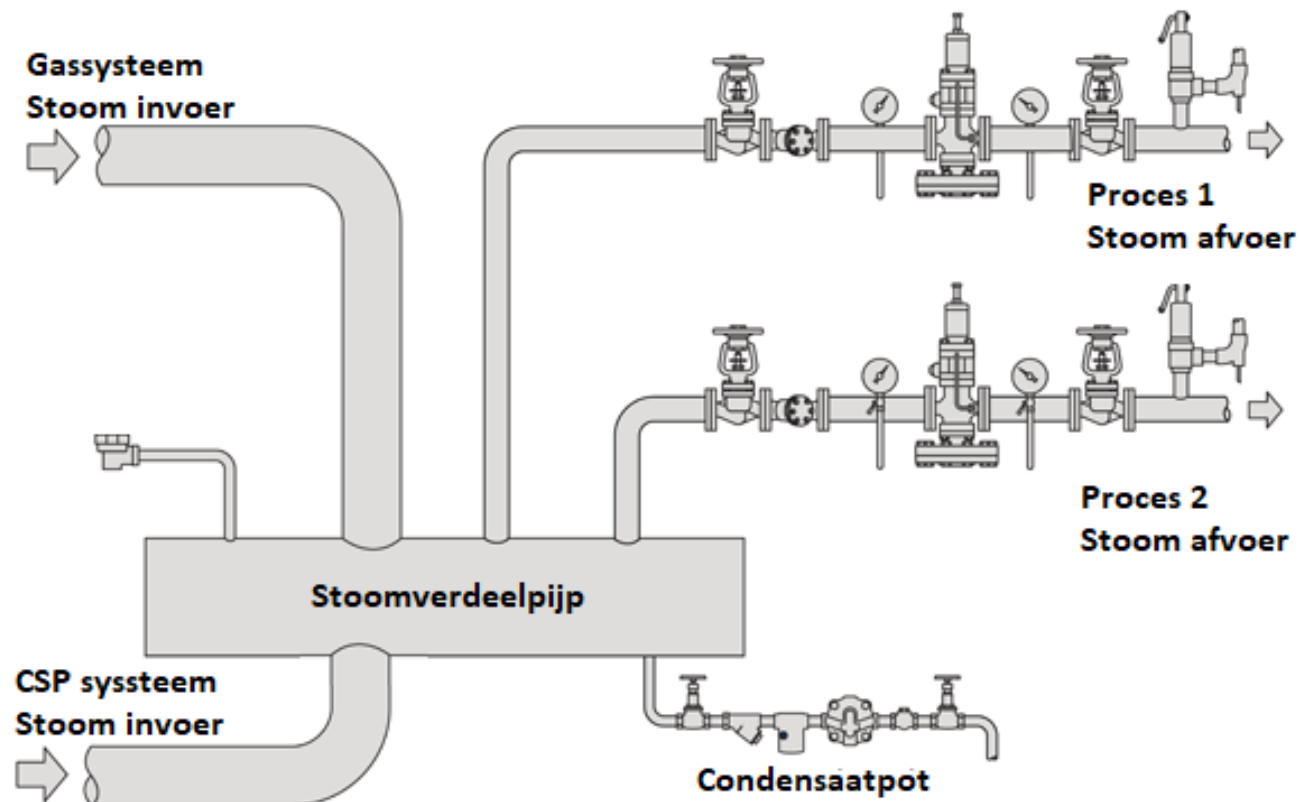 Gassysteem
Stoom invoer
Proces 1
Stoom afvoer
Proces 2
Stoom afvoer
Stoomverdeelpijp
CSP syssteem
Stoom invoer
Condensaatpot